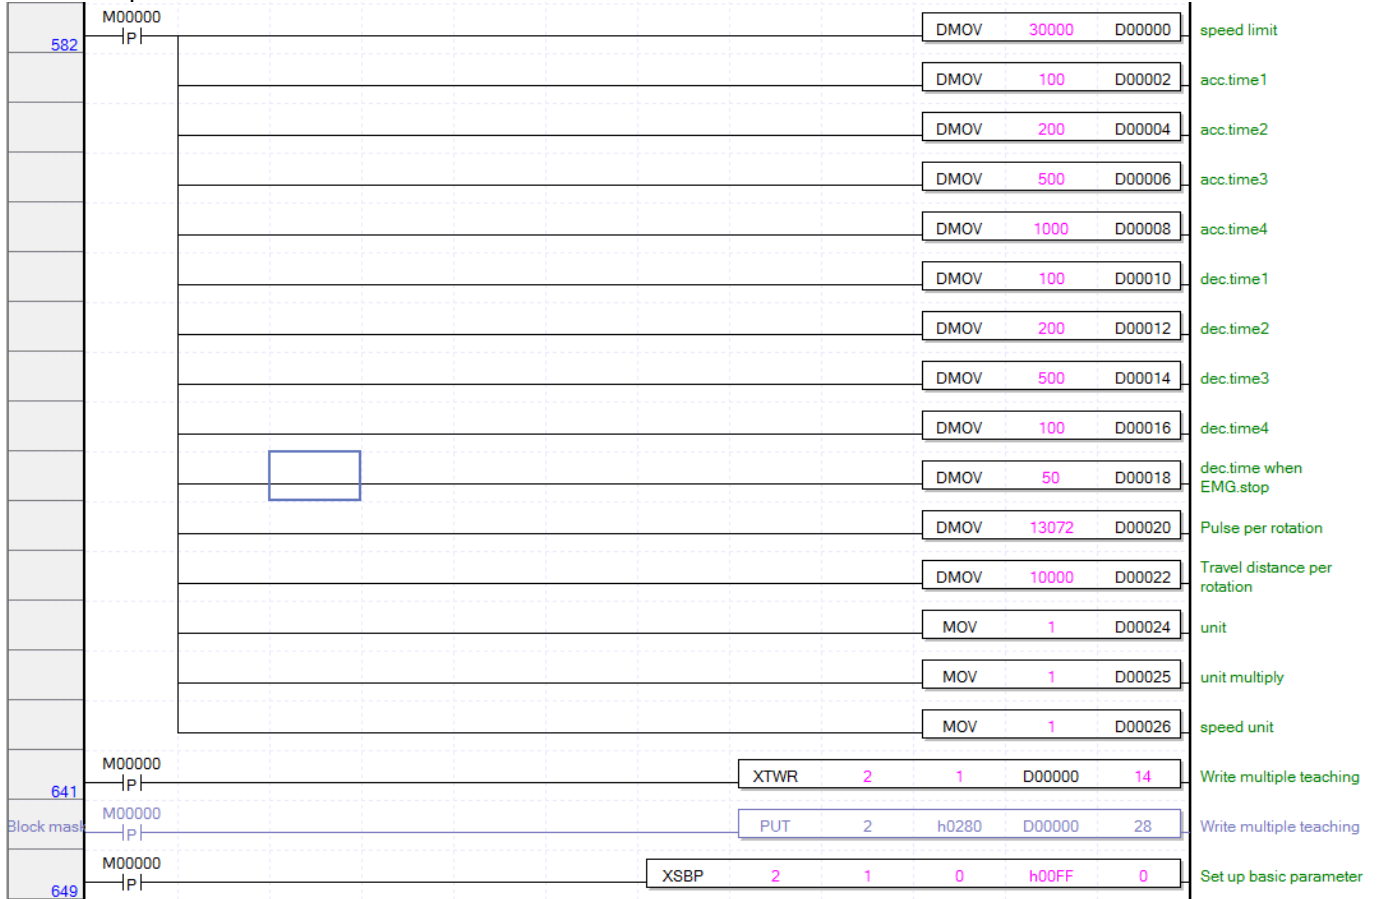 M00000
P
582
DMOV 30000 D00000 speed limit
DMOV 100 D00002 acc.time1
DMOV 200 D00004 acc.time2
DMOV 500 D00006 acc.time3
DMOV 1000 D00008 acc.time4
DMOV 100 D00010 dec.time1
DMOV 200 D00012 dec.time2
DMOV 500 D00014 dec.time3
DMOV 100 D00016 dec.time4
DMOV 50 D00018 dec.time when
EMG.stop
DMOV 13072 D00020 Pulse per rotation
DMOV 10000 D00022 Travel distance per
rotation
MOV 1 D00024 unit
MOV 1 D00025 unit multiply
MOV 1 D00026 speed unit
M00000
P
641
XTWR 2 1 D00000 14 Write multiple teaching
M00000
Block mask P PUT 2 h0280 D00000 28 Write multiple teaching
M00000
P
649
XSBP 2 1 0 h00FF 0 Set up basic parameter